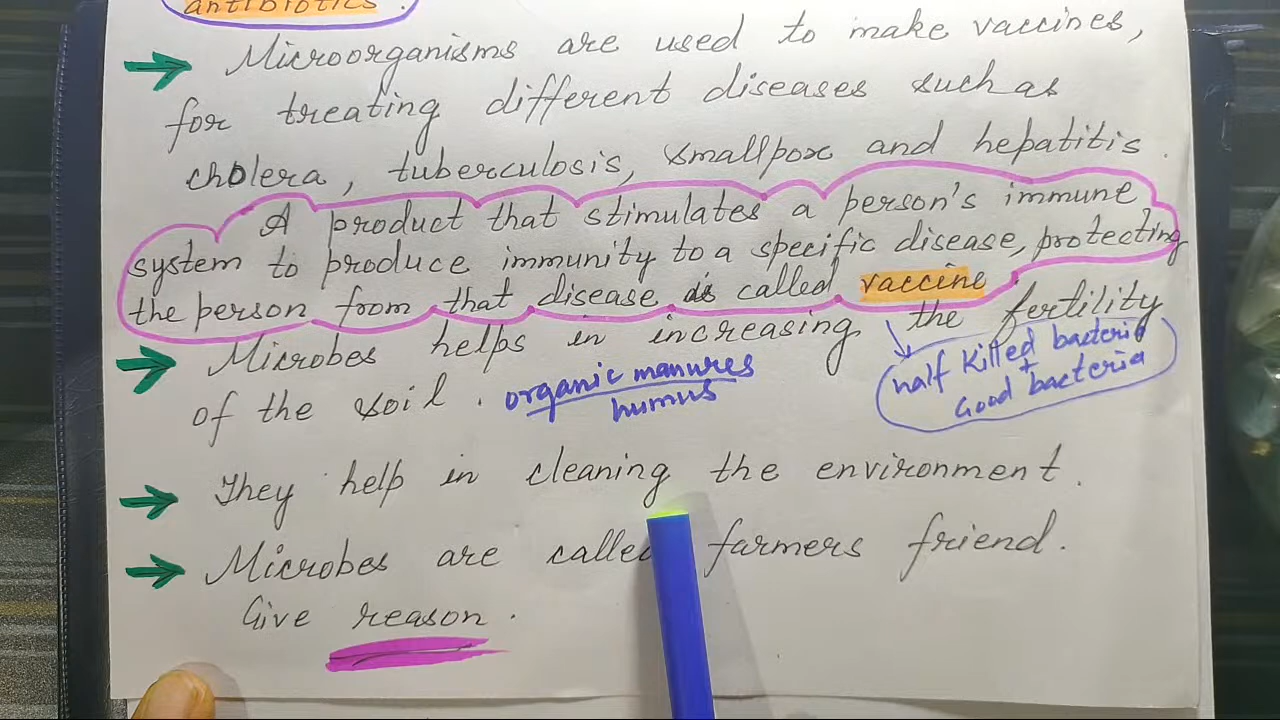 antibiotics.
Microorganisms are used to make vaccines,
for treating different diseases such as
cholera, tuberculosis, smallpox and hepatitis.
A product that stimulates a person's immune
system to produce immunity to a specific disease, protecting
the person from that disease is called vaccine.
Microbes helps in increasing the fertility
of the soil. organic manures
humus
half killed bacteria
+
Good bacteria
They help in cleaning the environment.
Microbes are called farmers friend.
Give reason.